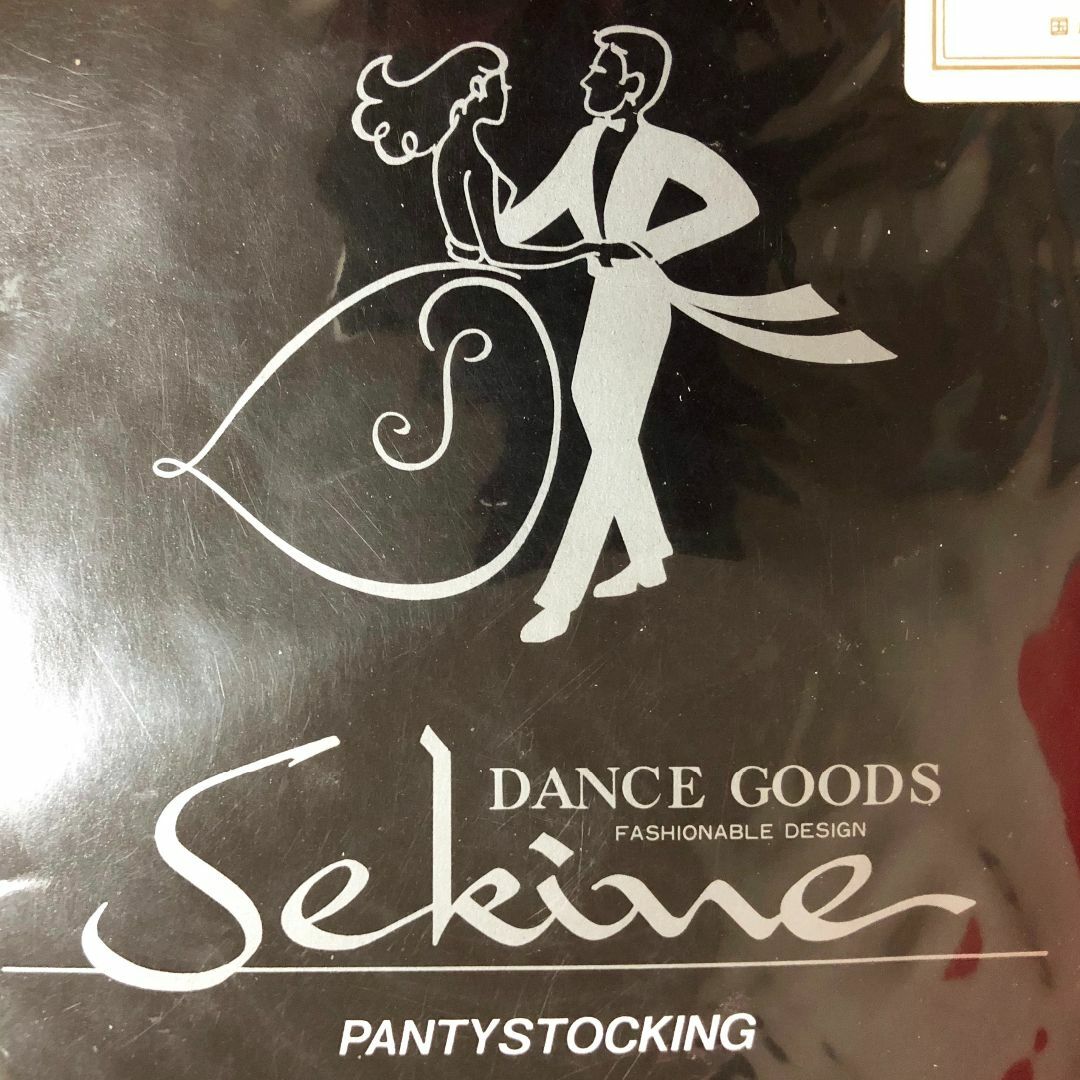 DANCE GOODS
FASHIONABLE DESIGN
Sekine
PANTYSTOCKING